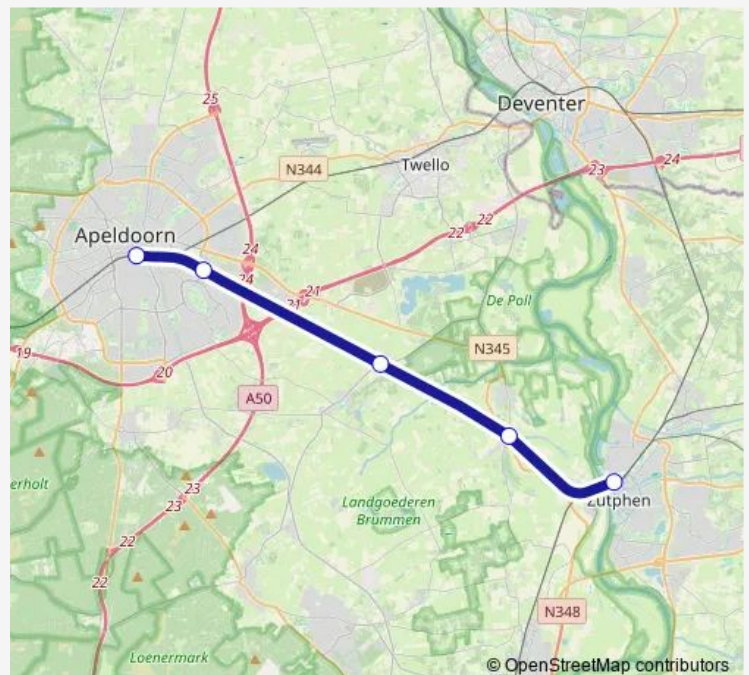 25
Deventer
N344
Twello
23
24
Apeldoorn
22
22
24
24
21
21
De Poll
N345
19
20
A50
erholt
23
23
Landgoederen
Brummen
Zutphen
22
22
N348
Loenermark
© OpenStreetMap contributors